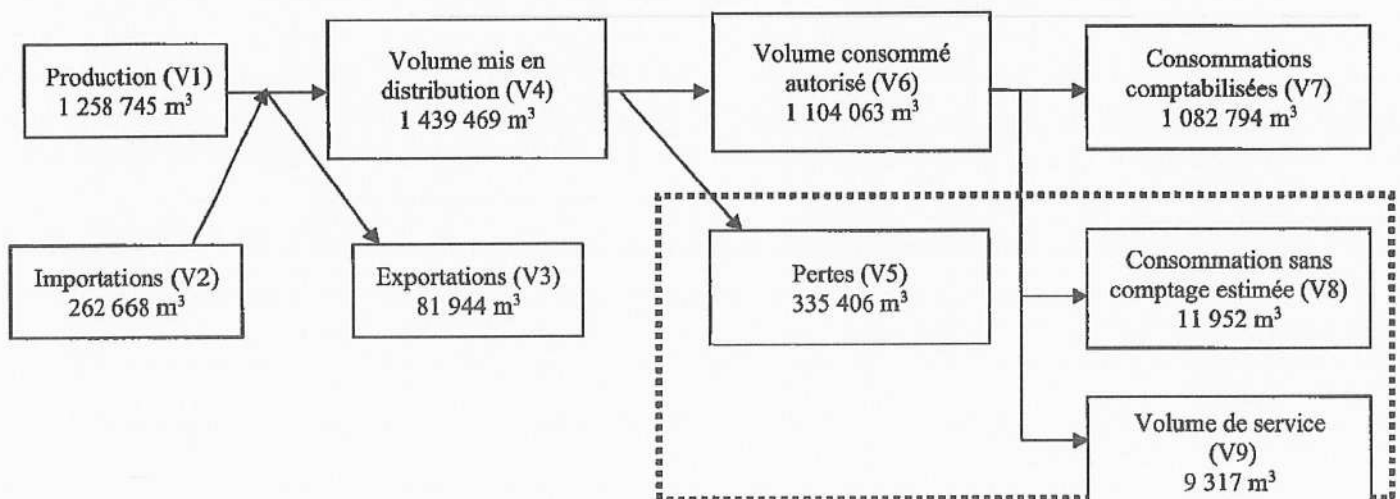 Production (V1)
1 258 745 m³
Volume mis en
distribution (V4)
1 439 469 m³
Volume consommé
autorisé (V6)
1 104 063 m³
Consommations
comptabilisées (V7)
1 082 794 m³
Importations (V2)
262 668 m³
Exportations (V3)
81 944 m³
Pertes (V5)
335 406 m³
Consommation sans
comptage estimée (V8)
11 952 m³
Volume de service
(V9)
9 317 m³